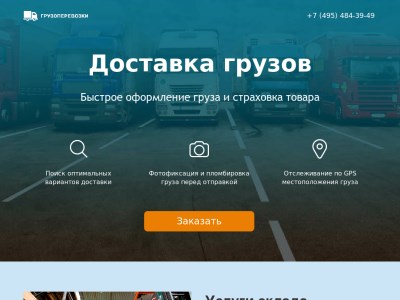 ГРУЗОПЕРЕВОЗКИ
+7 (495) 484-39-49
Доставка грузов
Быстрое оформление груза и страховка товара
Поиск оптимальных
вариантов доставки
Фотофиксация и пломбировка
груза перед отправкой
Отслеживание по GPS
местоположения груза
Заказать
Услуги склада